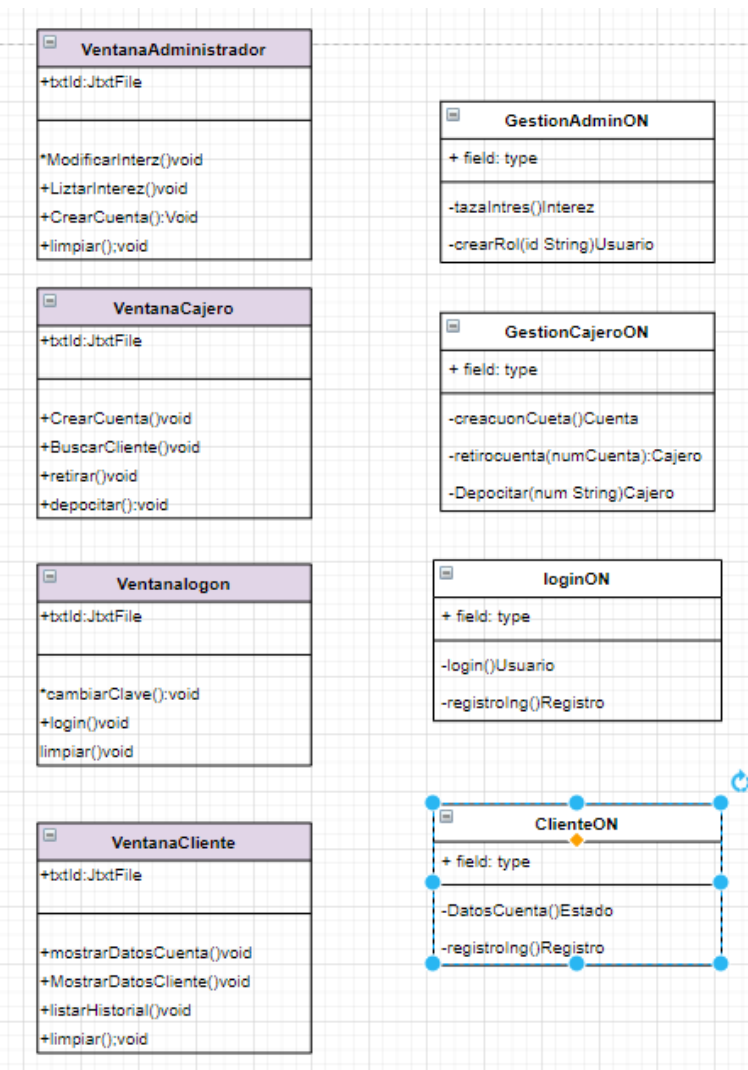 VentanaAdministrador
+txtId:JtxtFile
*ModificarInterz()void
+LiztarInterez()void
+CrearCuenta():Void
+limpiar();void
VentanaCajero
+txtId:JtxtFile
+CrearCuenta()void
+BuscarCliente()void
+retirar()void
+depocitar():void
Ventanalogon
+txtId:JtxtFile
*cambiarClave():void
+login()void
limpiar()void
VentanaCliente
+txtId:JtxtFile
+mostrarDatosCuenta()void
+MostrarDatosCliente()void
+listarHistorial()void
+limpiar();void
GestionAdminON
+ field: type
-tazaIntres()Interez
-crearRol(id String)Usuario
GestionCajeroON
+ field: type
-creacuonCueta()Cuenta
-retirocuenta(numCuenta):Cajero
-Depocitar(num String)Cajero
loginON
+ field: type
-login()Usuario
-registroIng()Registro
ClienteON
+ field: type
-DatosCuenta()Estado
-registroIng()Registro